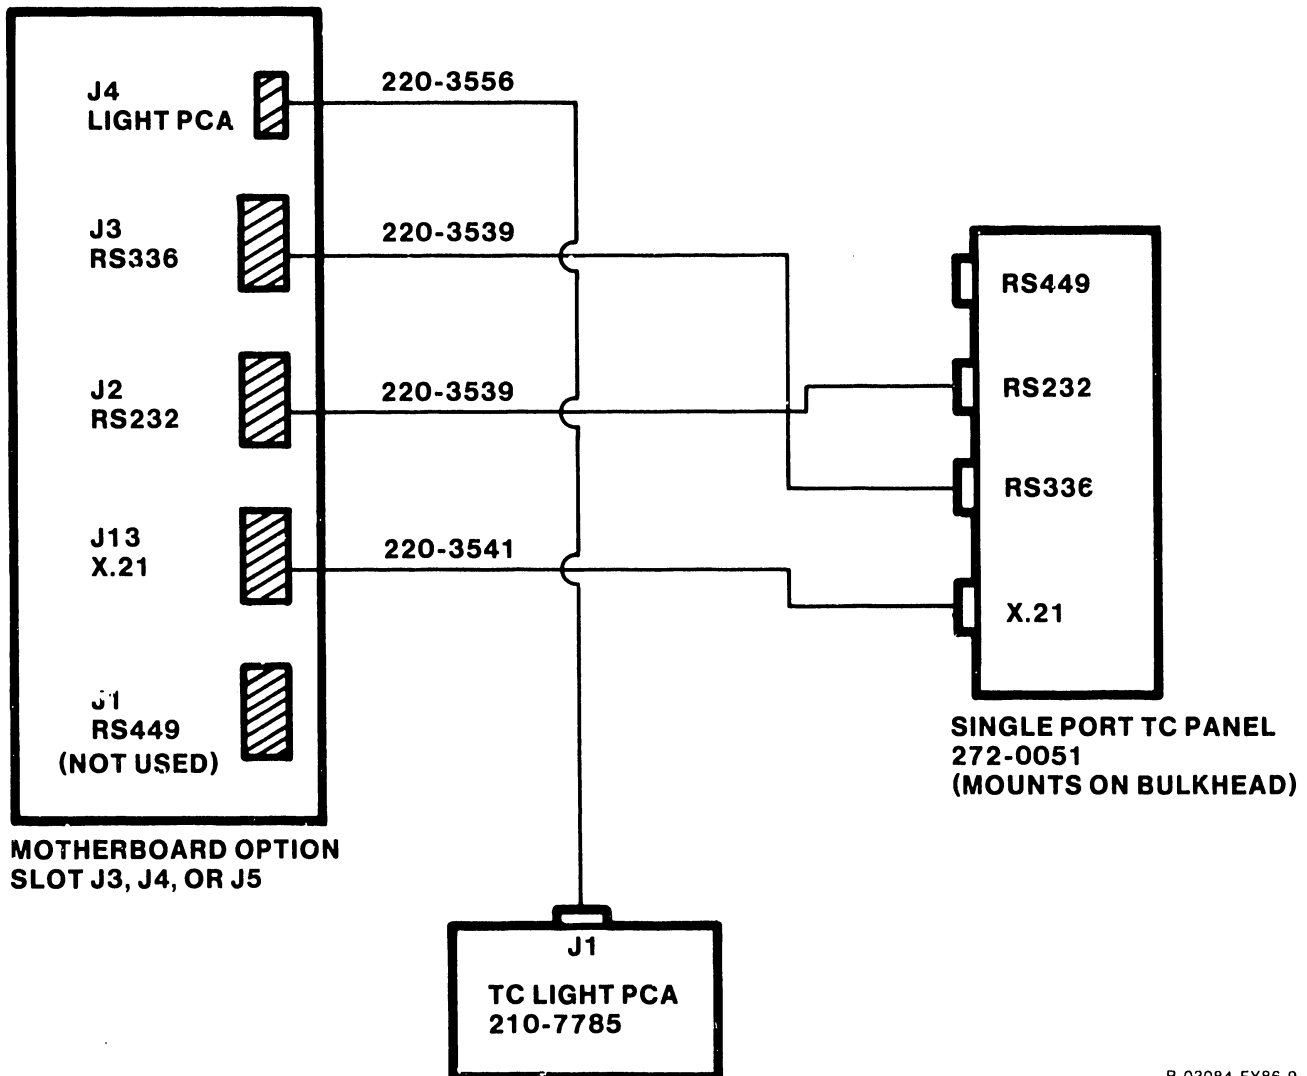 J4
LIGHT PCA
220-3556
J3
RS336
220-3539
J2
RS232
220-3539
J13
X.21
220-3541
J1
RS449
(NOT USED)
MOTHERBOARD OPTION
SLOT J3, J4, OR J5
RS449
RS232
RS336
X.21
SINGLE PORT TC PANEL
272-0051
(MOUNTS ON BULKHEAD)
J1
TC LIGHT PCA
210-7785